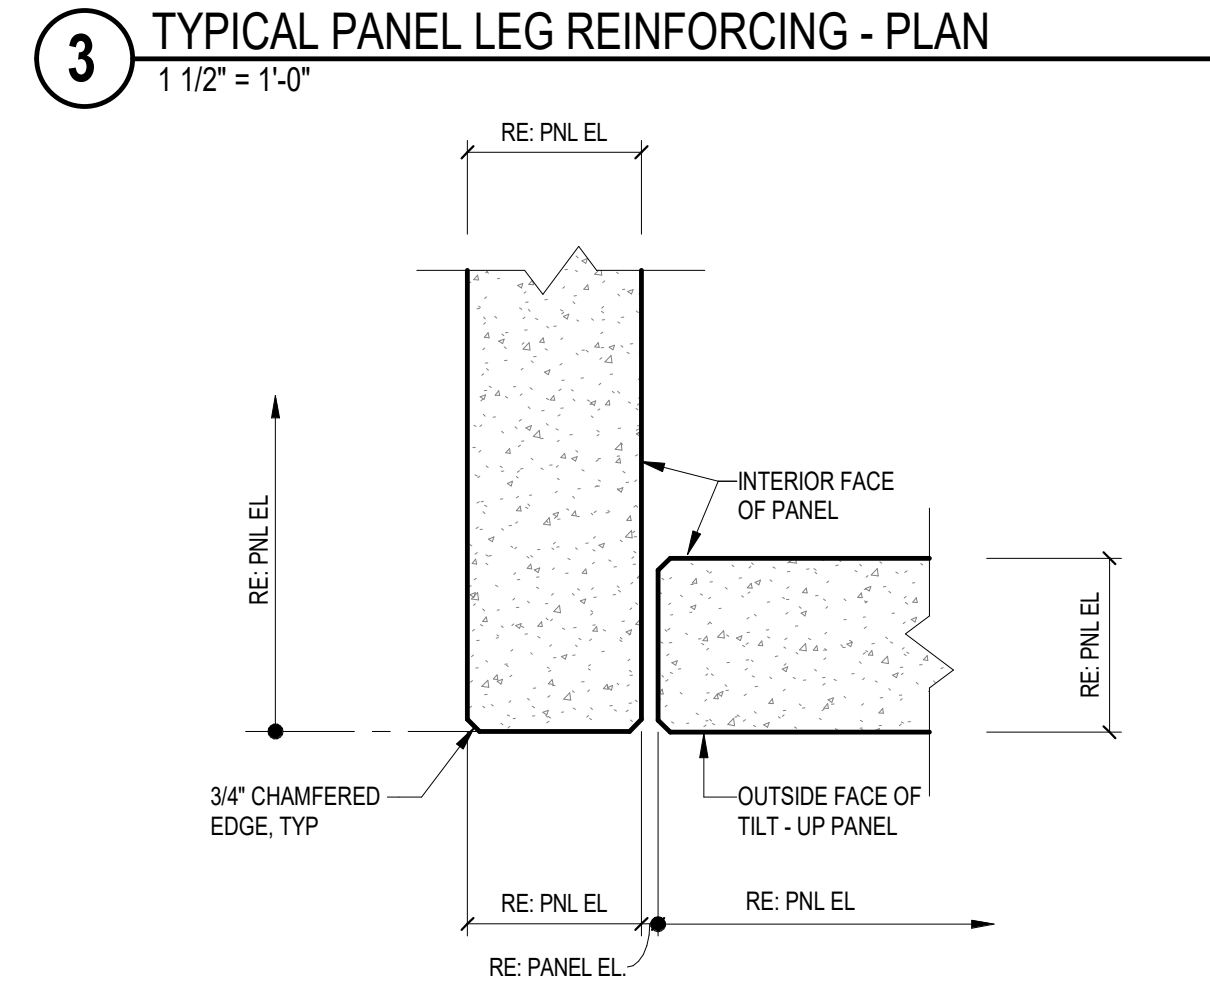 3
TYPICAL PANEL LEG REINFORCING - PLAN
1 1/2" = 1'-0"
RE: PNL EL
RE: PNL EL
INTERIOR FACE
OF PANEL
RE: PNL EL
3/4" CHAMFERED
EDGE, TYP
OUTSIDE FACE OF
TILT - UP PANEL
RE: PNL EL
RE: PNL EL
RE: PANEL EL.